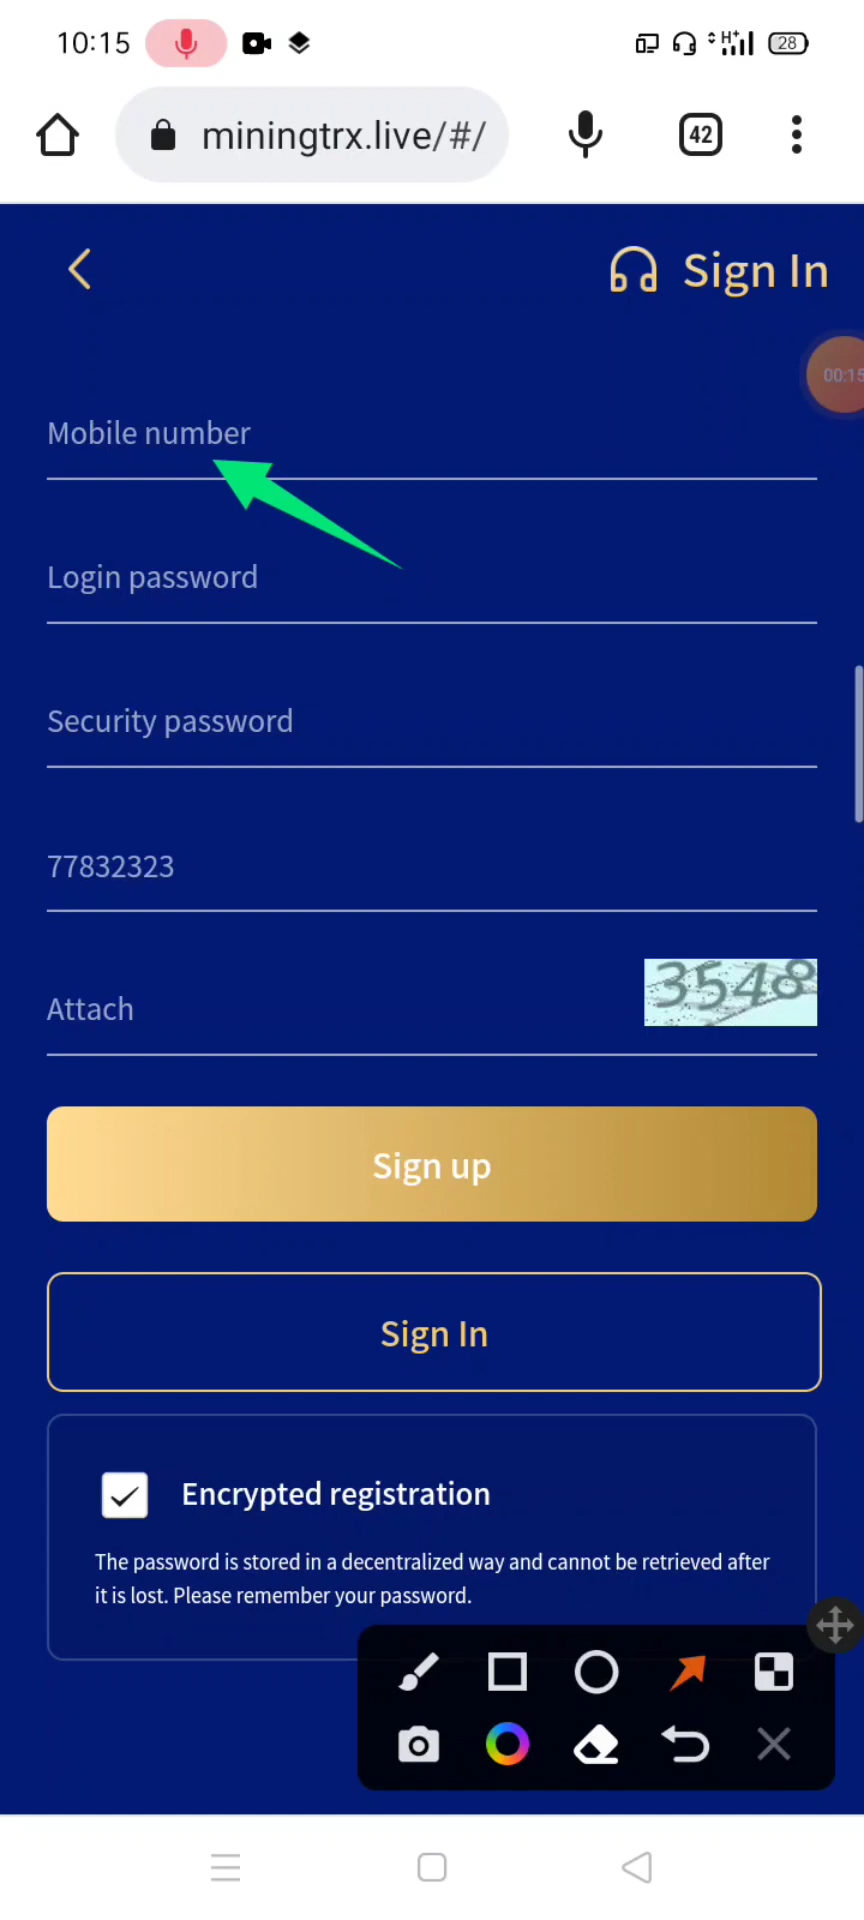 10:15 H+ 28
miningtrx.live/#/ 42
Sign In
00:15
Mobile number
Login password
Security password
77832323
3548
Attach
Sign up
Sign In
Encrypted registration
The password is stored in a decentralized way and cannot be retrieved after
it is lost. Please remember your password.